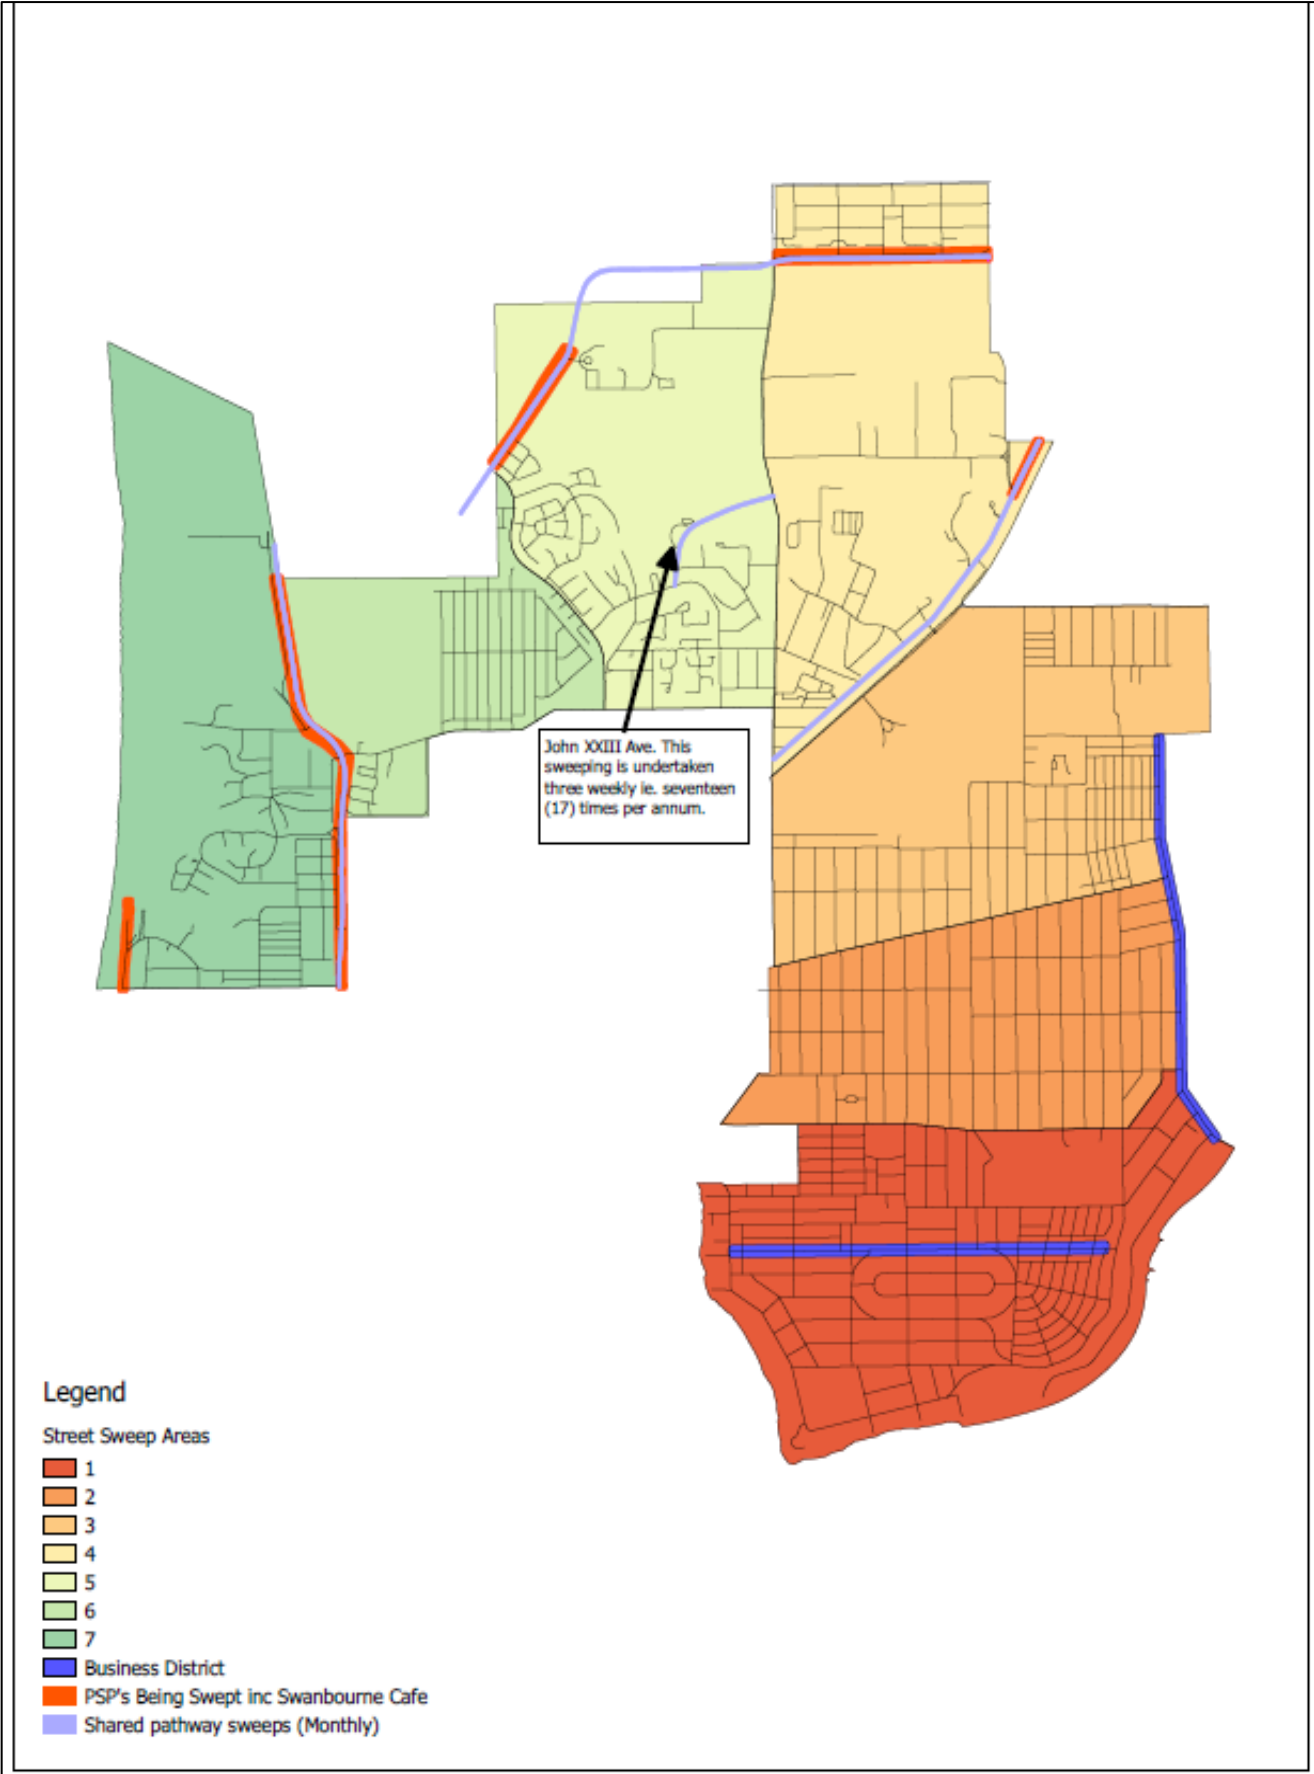 John XXIII Ave. This
sweeping is undertaken
three weekly ie. seventeen
(17) times per annum.
Legend
Street Sweep Areas
1
2
3
4
5
6
7
Business District
PSP's Being Swept inc Swanbourne Cafe
Shared pathway sweeps (Monthly)